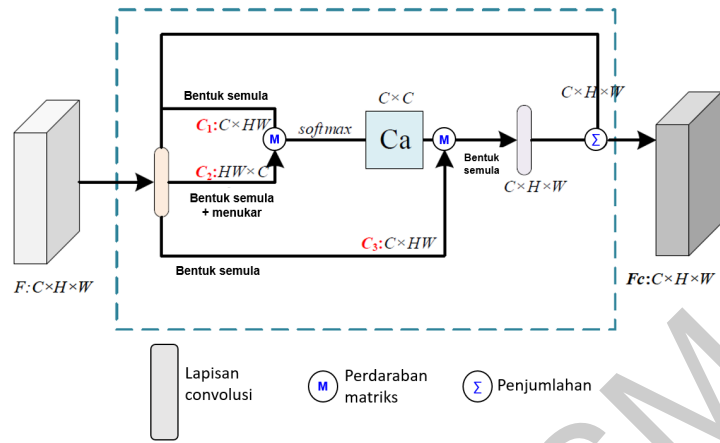 Bentuk semula
C₁:C×HW
M
softmax
C×C
Ca
M
C×H×W
C₂:HW×C
Bentuk semula
+ menukar
Bentuk
semula
C×H×W
Σ
C₃:C×HW
Bentuk semula
F:C×H×W
Fc:C×H×W
Lapisan
convolusi
M
Perdaraban
matriks
Σ
Penjumlahan